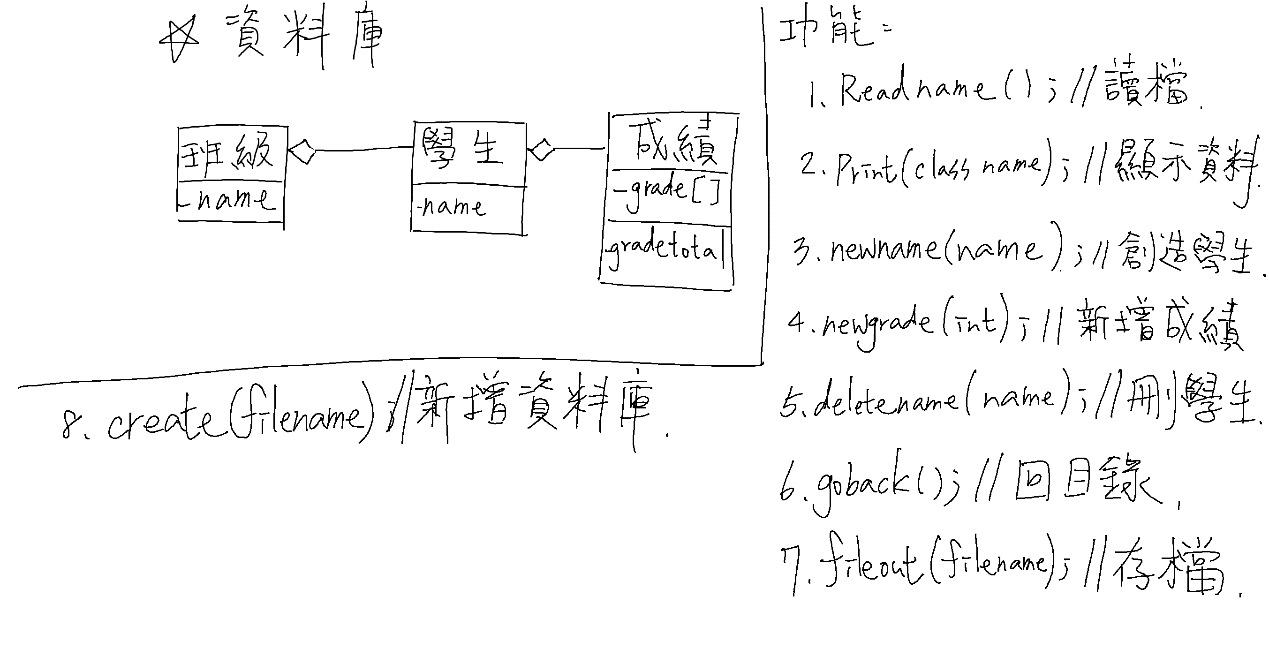 ☆ 資料庫
班級
-name
學生
-name
成績
-grade[]
gradetotal
功能:
1. Readname(); //讀檔.
2. Print(class name); //顯示資料.
3. newname(name); //創造學生.
4. newgrade(int); //新增成績
5. deletename(name); //刪學生.
6. goback(); //回目錄.
7. fileout(filename); //存檔.
8. create(filename); //新增資料庫.